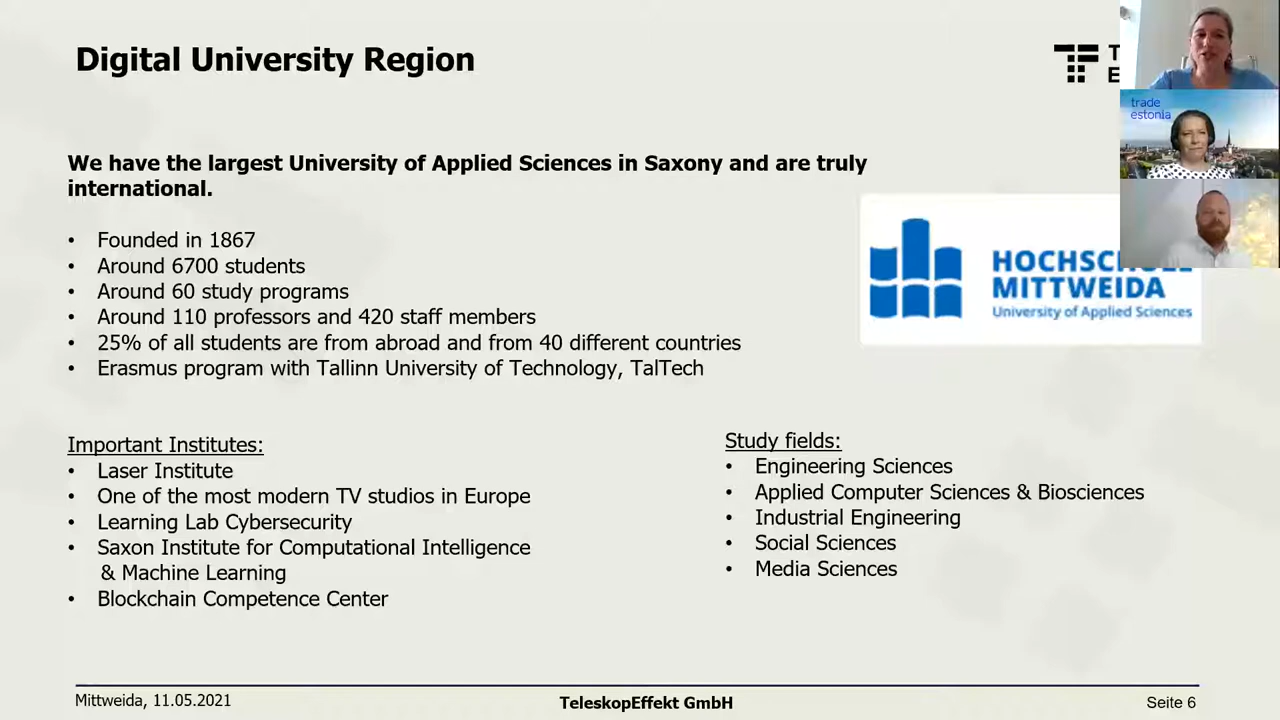 Digital University Region
trade
estonia
We have the largest University of Applied Sciences in Saxony and are truly
international.
• Founded in 1867
• Around 6700 students
• Around 60 study programs
• Around 110 professors and 420 staff members
• 25% of all students are from abroad and from 40 different countries
• Erasmus program with Tallinn University of Technology, TalTech
HOCHSCHULE
MITTWEIDA
University of Applied Sciences
Important Institutes:
• Laser Institute
• One of the most modern TV studios in Europe
• Learning Lab Cybersecurity
• Saxon Institute for Computational Intelligence
& Machine Learning
• Blockchain Competence Center
Study fields:
• Engineering Sciences
• Applied Computer Sciences & Biosciences
• Industrial Engineering
• Social Sciences
• Media Sciences
Mittweida, 11.05.2021
TeleskopEffekt GmbH
Seite 6